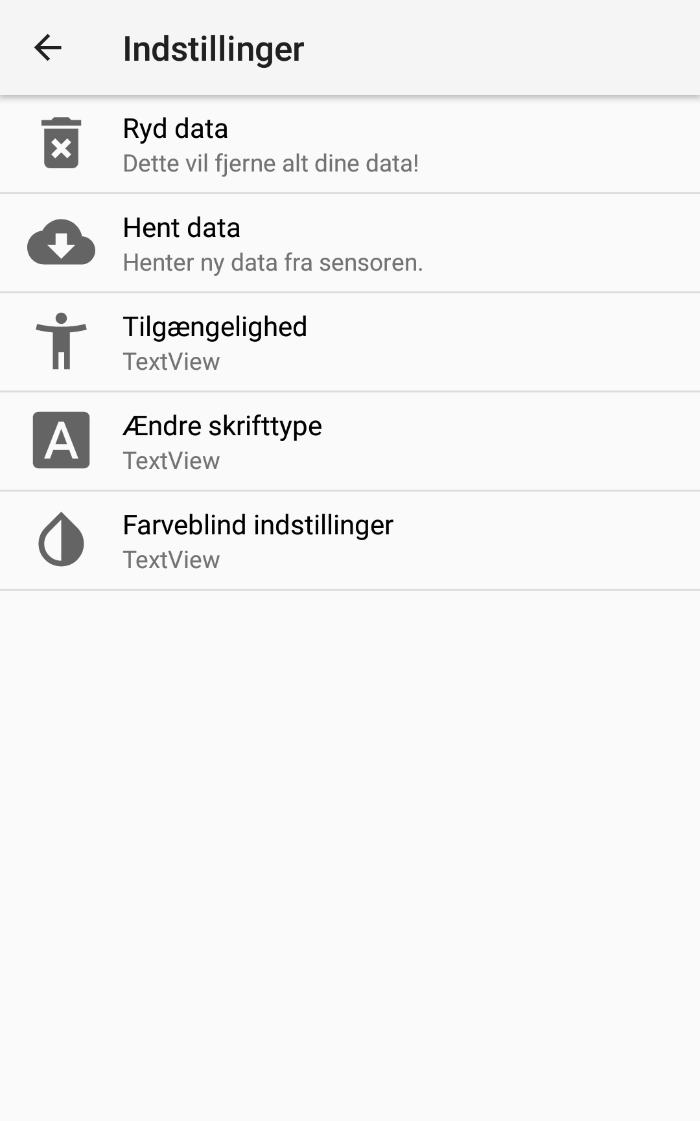 Indstillinger
Ryd data
Dette vil fjerne alt dine data!
Hent data
Henter ny data fra sensoren.
Tilgængelighed
TextView
A
Ændre skrifttype
TextView
Farveblind indstillinger
TextView